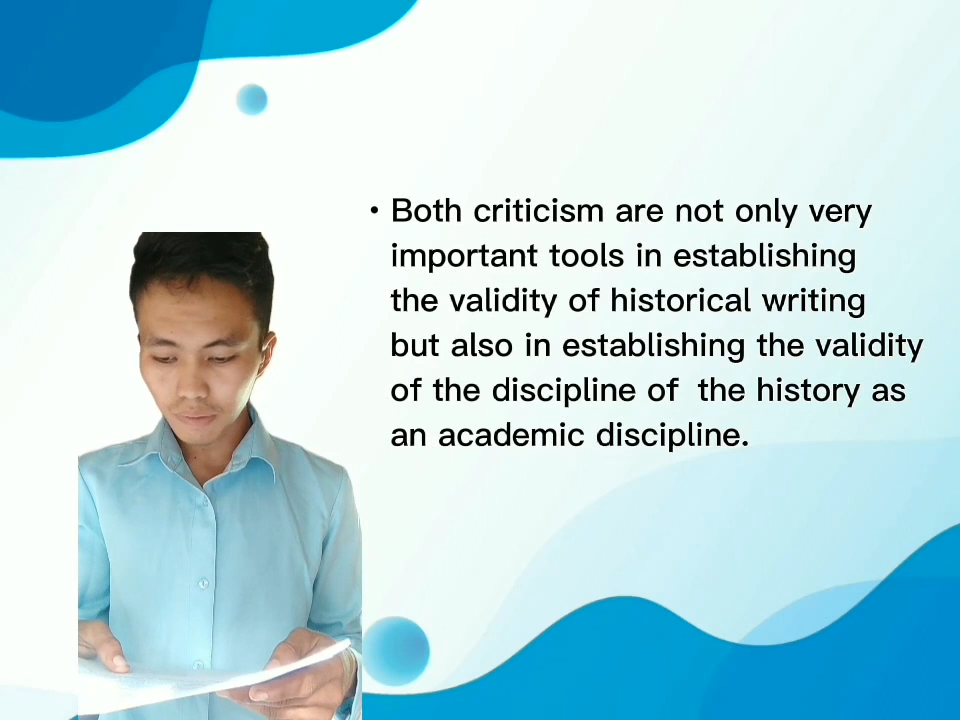 • Both criticism are not only very
important tools in establishing
the validity of historical writing
but also in establishing the validity
of the discipline of  the history as
an academic discipline.